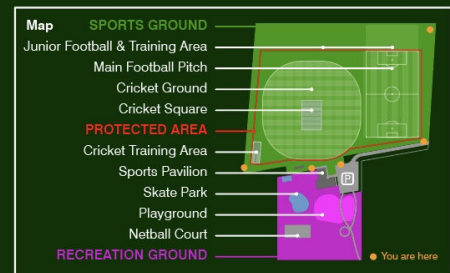 Map SPORTS GROUND
Junior Football & Training Area
Main Football Pitch
Cricket Ground
Cricket Square
PROTECTED AREA
Cricket Training Area
Sports Pavilion
P
Skate Park
Playground
Netball Court
RECREATION GROUND
You are here